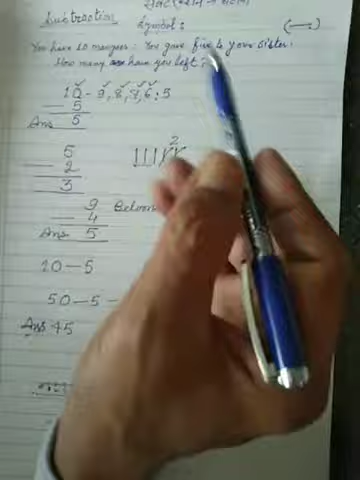 Subtraction
Symbol : (—)
You have 10 mangoes. You gave five to your sister.
How many have you left?
10 - 9, 8, 7, 6 : 5
- 5
Ans 5
5
- 2
3
2
9
- 4
Ans 5
10 — 5
50 — 5 -
Ans 45